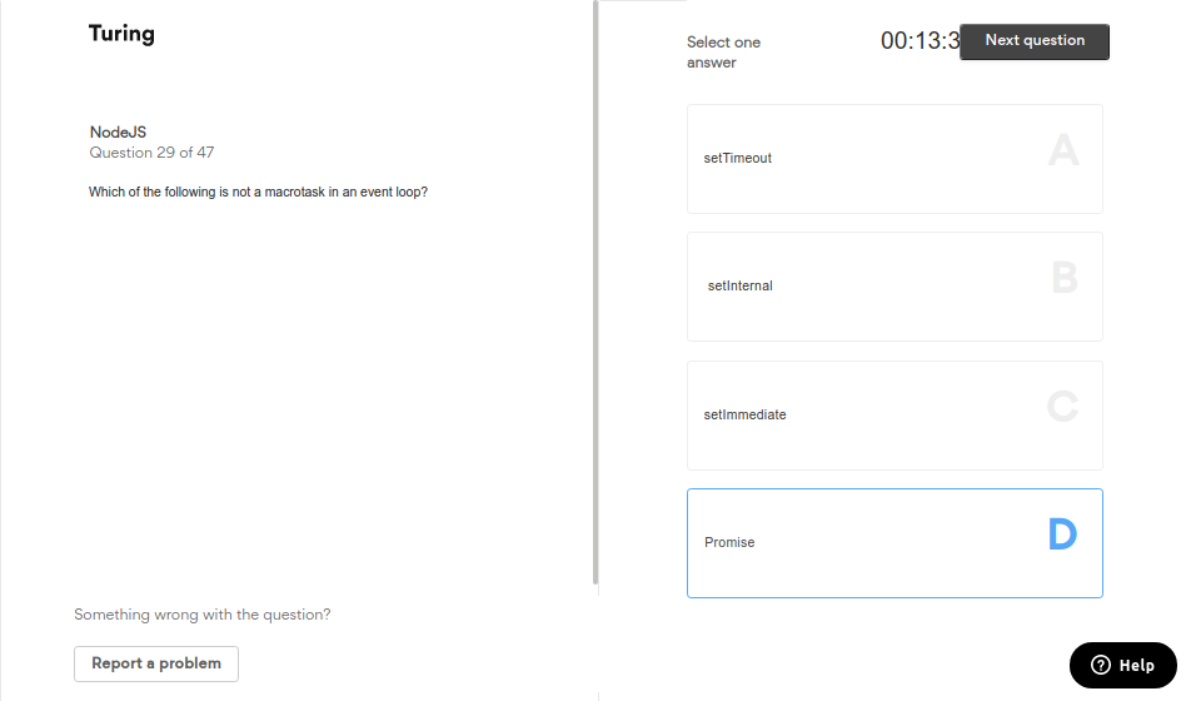 Turing
NodeJS
Question 29 of 47
Which of the following is not a macrotask in an event loop?
Something wrong with the question?
Report a problem
Select one
answer
00:13:3
Next question
setTimeout
A
setInternal
B
setImmediate
C
Promise
D
Help